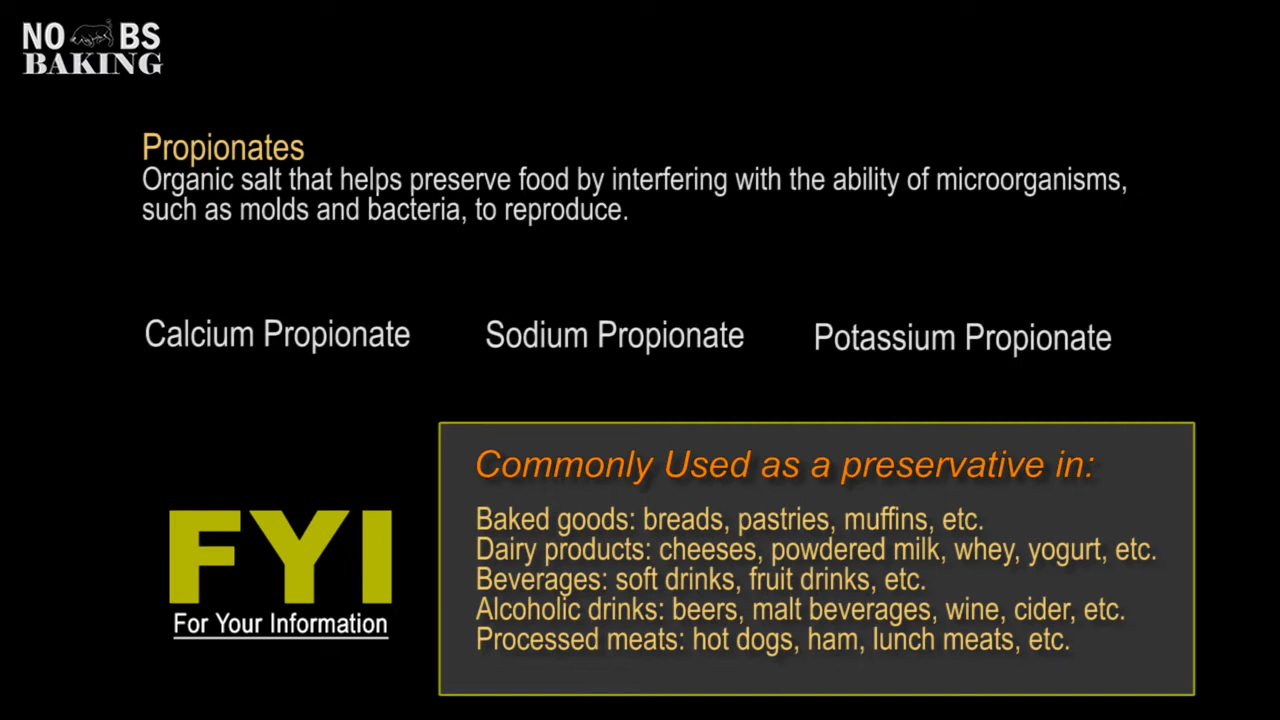 NO BS
BAKING
Propionates
Organic salt that helps preserve food by interfering with the ability of microorganisms,
such as molds and bacteria, to reproduce.
Calcium Propionate
Sodium Propionate
Potassium Propionate
FYI
For Your Information
Commonly Used as a preservative in:
Baked goods: breads, pastries, muffins, etc.
Dairy products: cheeses, powdered milk, whey, yogurt, etc.
Beverages: soft drinks, fruit drinks, etc.
Alcoholic drinks: beers, malt beverages, wine, cider, etc.
Processed meats: hot dogs, ham, lunch meats, etc.